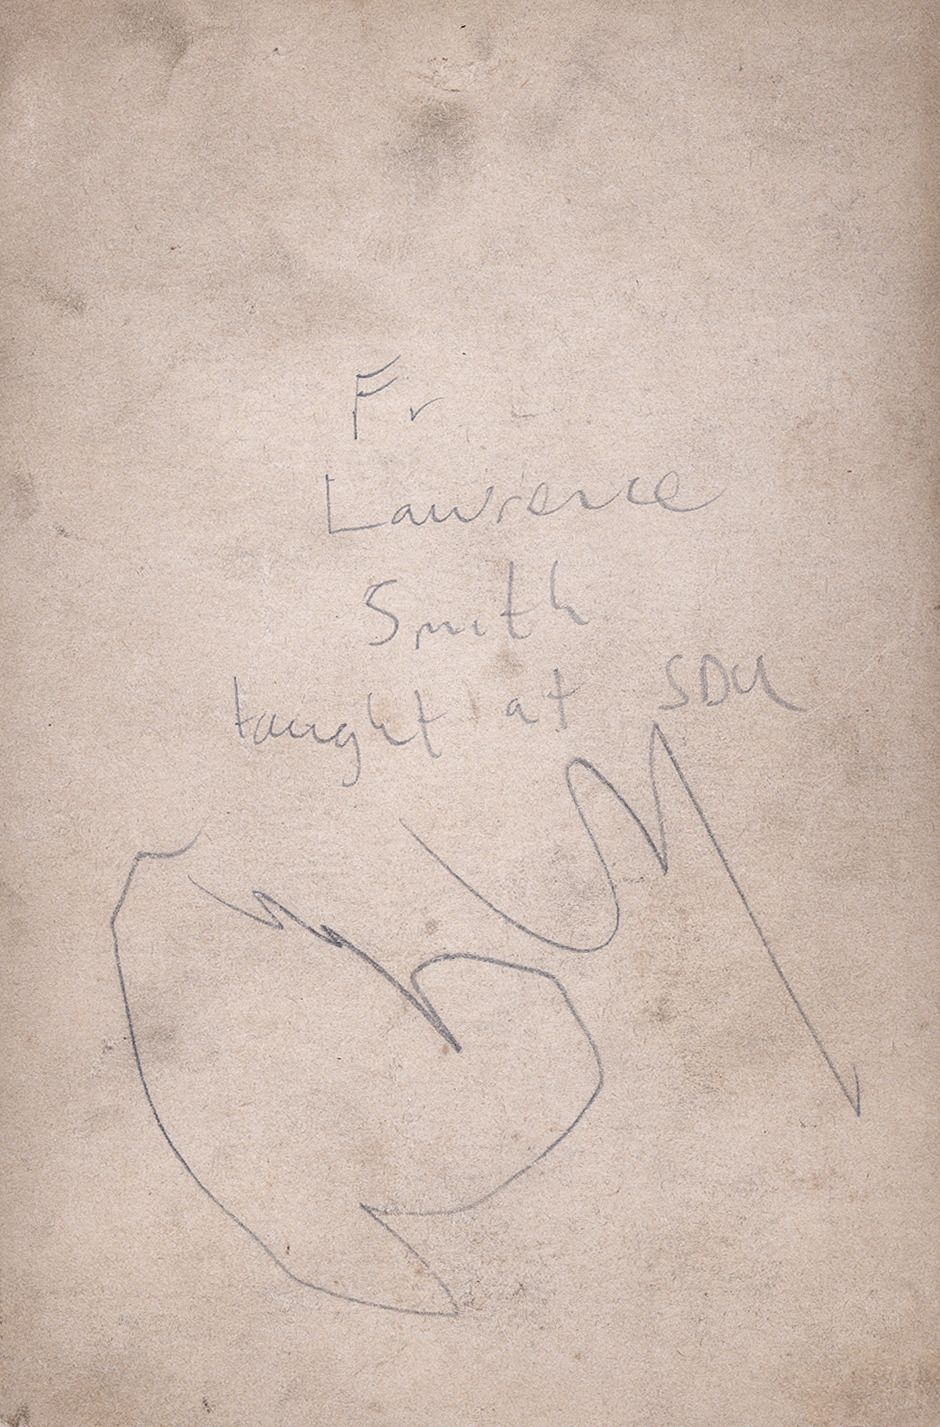 Fr
Lawrence
Smith
taught at SDU